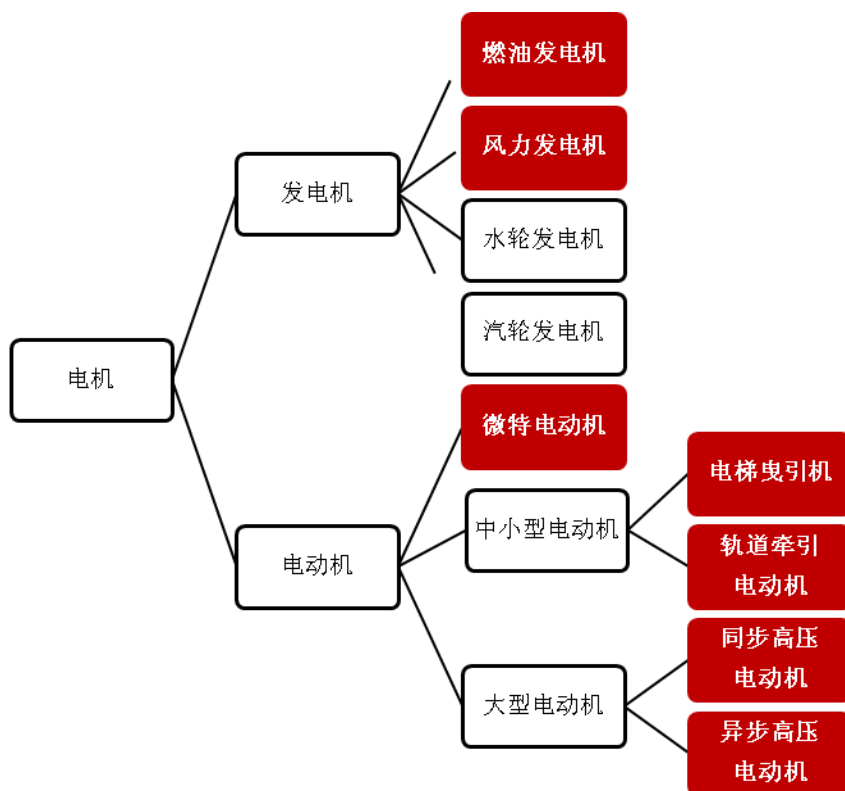 燃油发电机
风力发电机
发电机
水轮发电机
汽轮发电机
电机
微特电动机
电梯曳引机
中小型电动机
轨道牵引
电动机
电动机
同步高压
电动机
大型电动机
异步高压
电动机